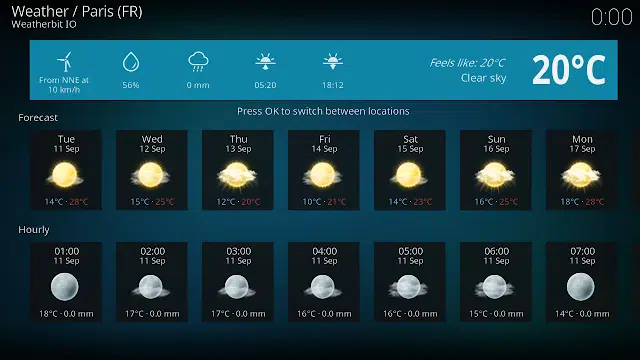 Weather / Paris (FR)
Weatherbit IO
0:00
From NNE at
10 km/h
56%
0 mm
05:20
18:12
Feels like: 20°C
Clear sky
20°C
Press OK to switch between locations
Forecast
Tue
11 Sep
14°C · 28°C
Wed
12 Sep
15°C · 25°C
Thu
13 Sep
12°C · 20°C
Fri
14 Sep
10°C · 21°C
Sat
15 Sep
14°C · 23°C
Sun
16 Sep
16°C · 25°C
Mon
17 Sep
18°C · 28°C
Hourly
01:00
11 Sep
18°C · 0.0 mm
02:00
11 Sep
17°C · 0.0 mm
03:00
11 Sep
17°C · 0.0 mm
04:00
11 Sep
16°C · 0.0 mm
05:00
11 Sep
16°C · 0.0 mm
06:00
11 Sep
15°C · 0.0 mm
07:00
11 Sep
14°C · 0.0 mm